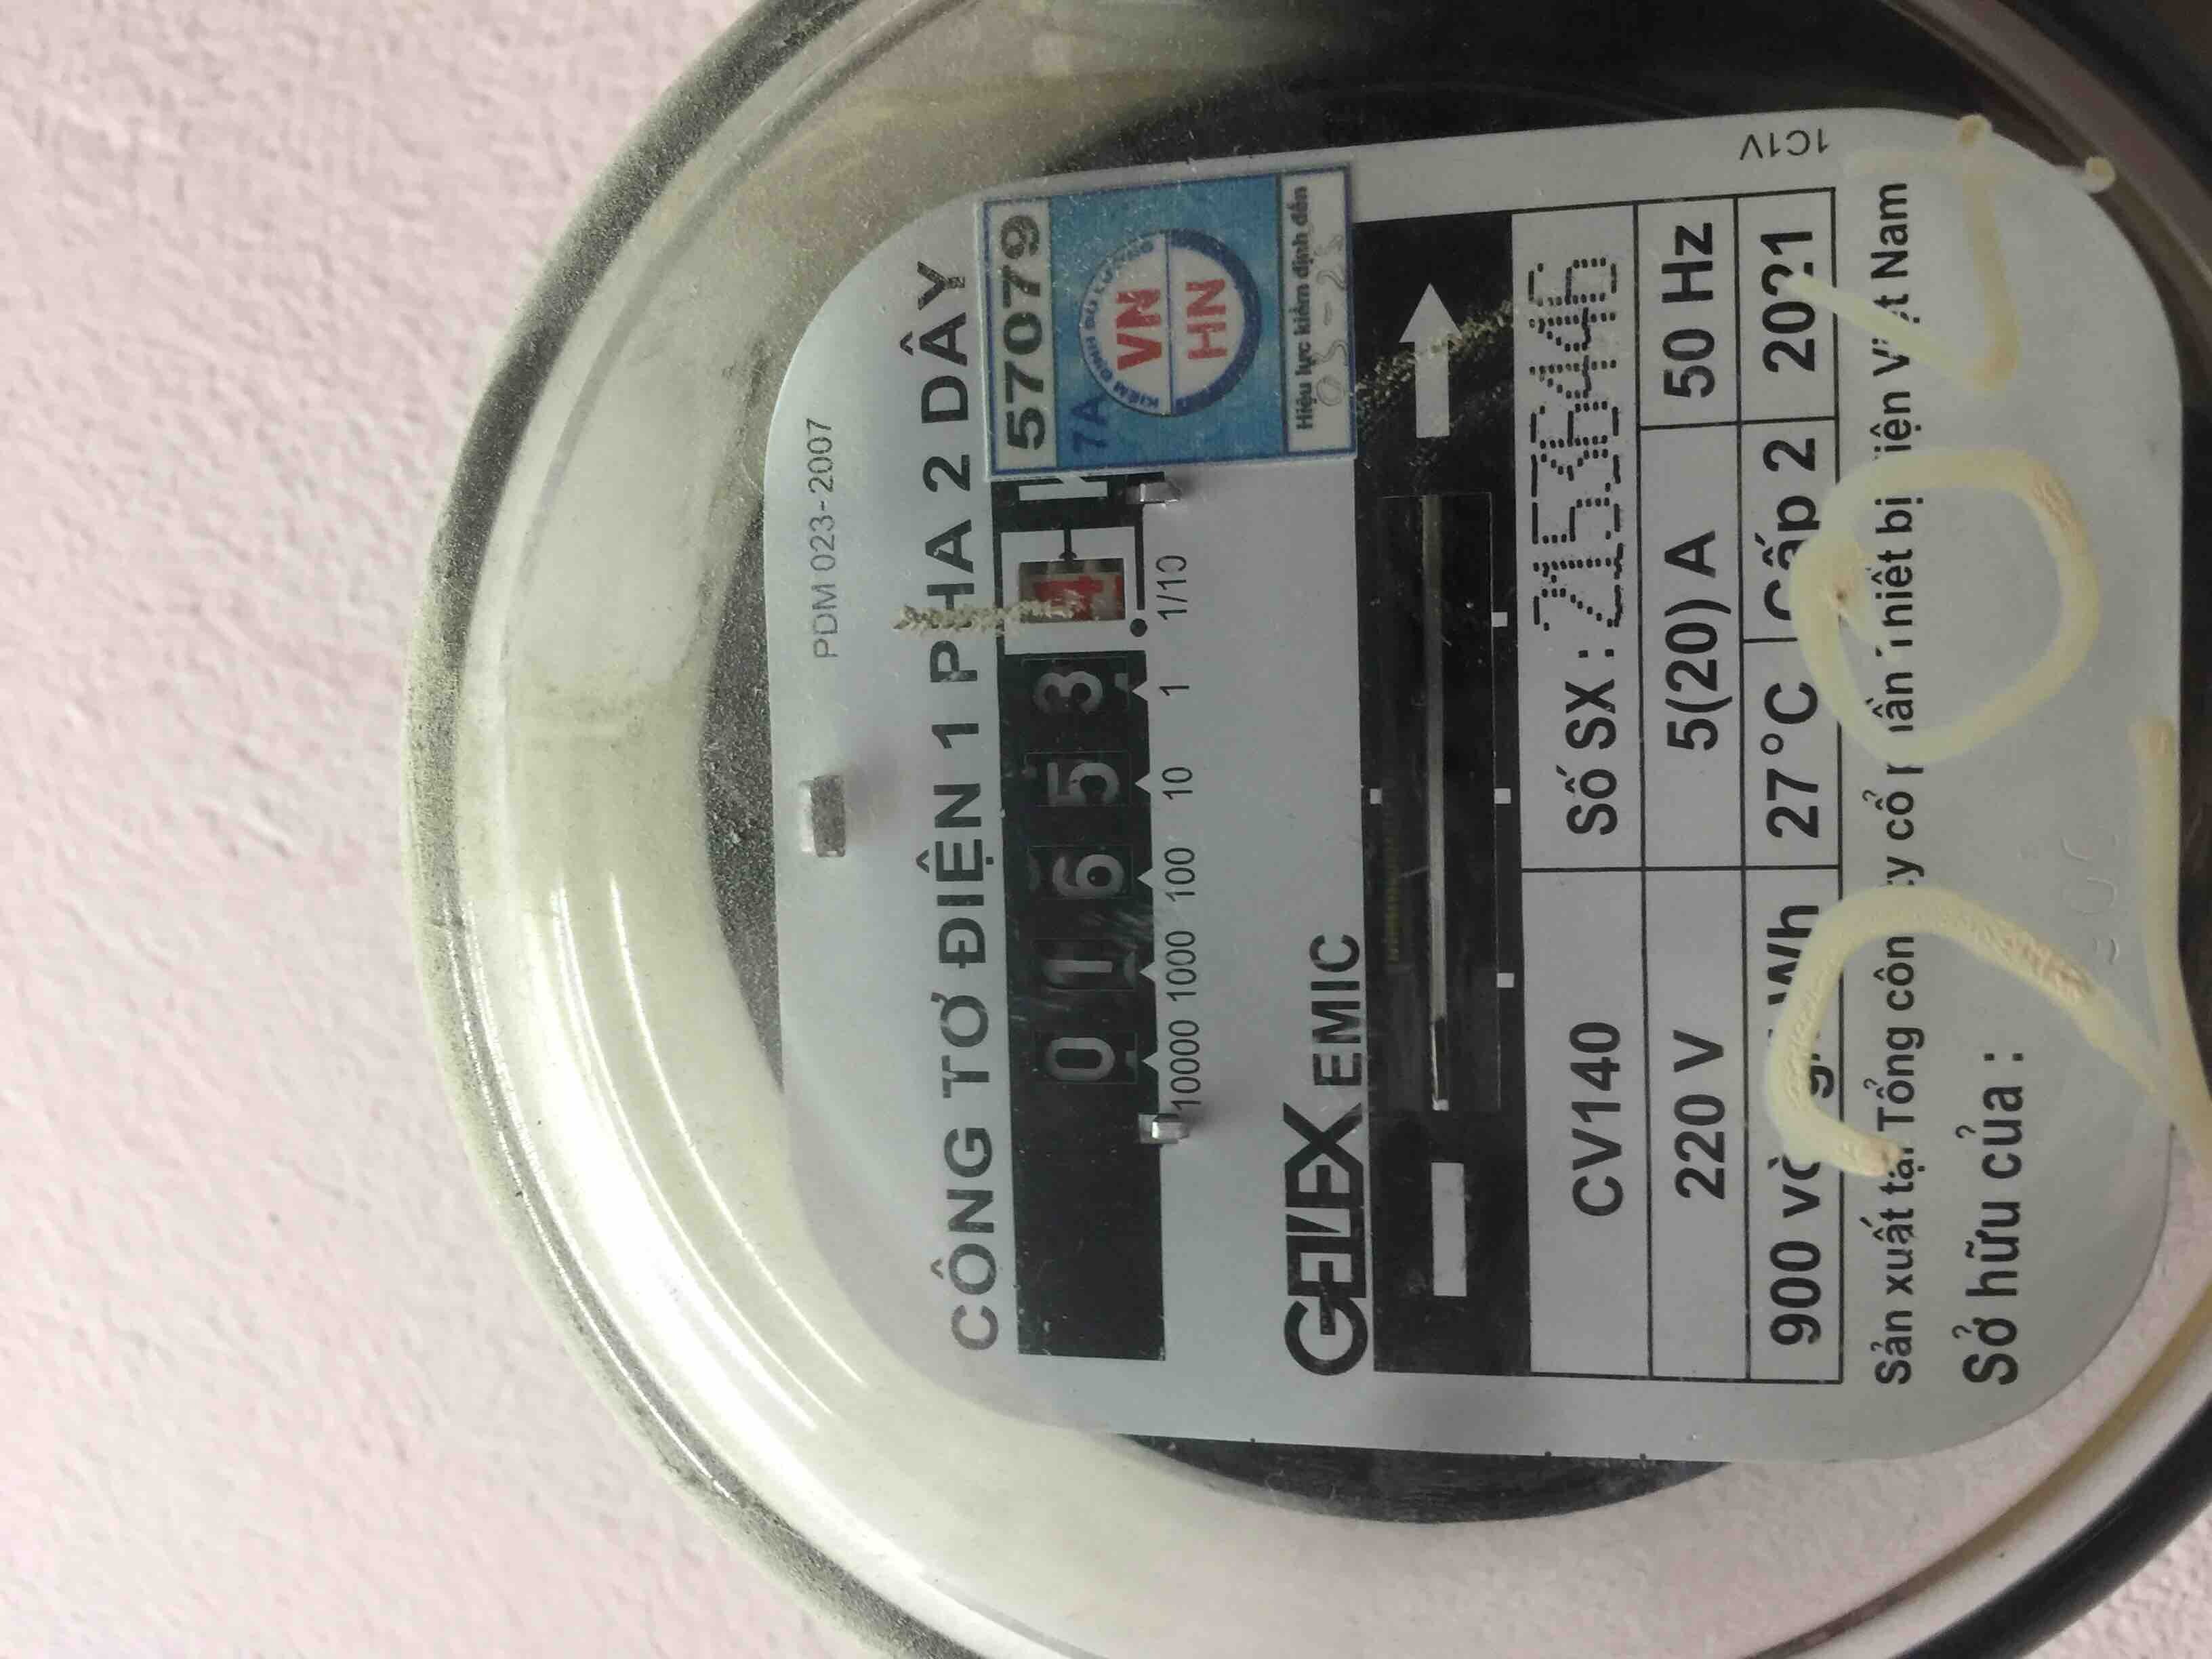 PDM 023-2007
CÔNG TƠ ĐIỆN 1 PHA 2 DÂY
0 1 6 5 3 4
10000 1000 100 10 1 1/10
57079
7A
VN
HN
Hiệu lực kiểm định đến
GELEX EMIC
CV140
Số SX : 21538446
220 V
5(20) A
50 Hz
900 Wh
27°C
Cấp 2
2021
Sản xuất tại Tổng công ty cổ phần thiết bị điện Việt Nam
1C1V
Sở hữu của :